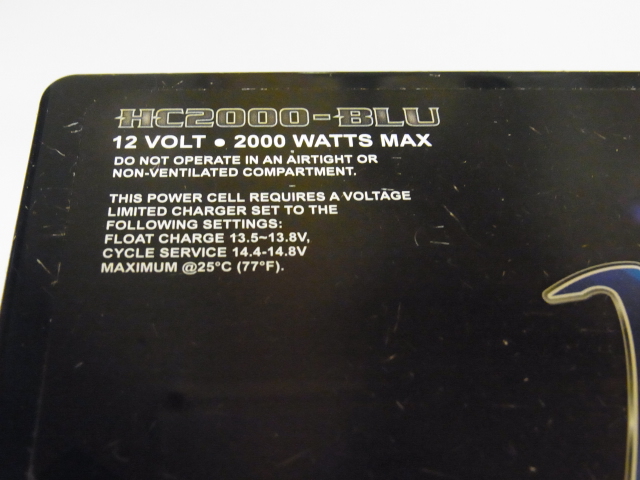 HC2000-BLU
12 VOLT ● 2000 WATTS MAX
DO NOT OPERATE IN AN AIRTIGHT OR
NON-VENTILATED COMPARTMENT.
THIS POWER CELL REQUIRES A VOLTAGE
LIMITED CHARGER SET TO THE
FOLLOWING SETTINGS:
FLOAT CHARGE 13.5~13.8V,
CYCLE SERVICE 14.4-14.8V
MAXIMUM @25°C (77°F).